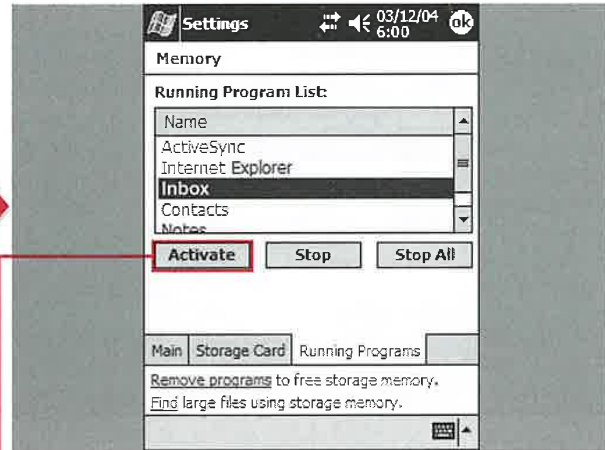 Settings 03/12/04 6:00 ok
Memory
Running Program List:
Name
ActiveSync
Internet Explorer
Inbox
Contacts
Notes
Activate Stop Stop All
Main Storage Card Running Programs
Remove programs to free storage memory.
Find large files using storage memory.